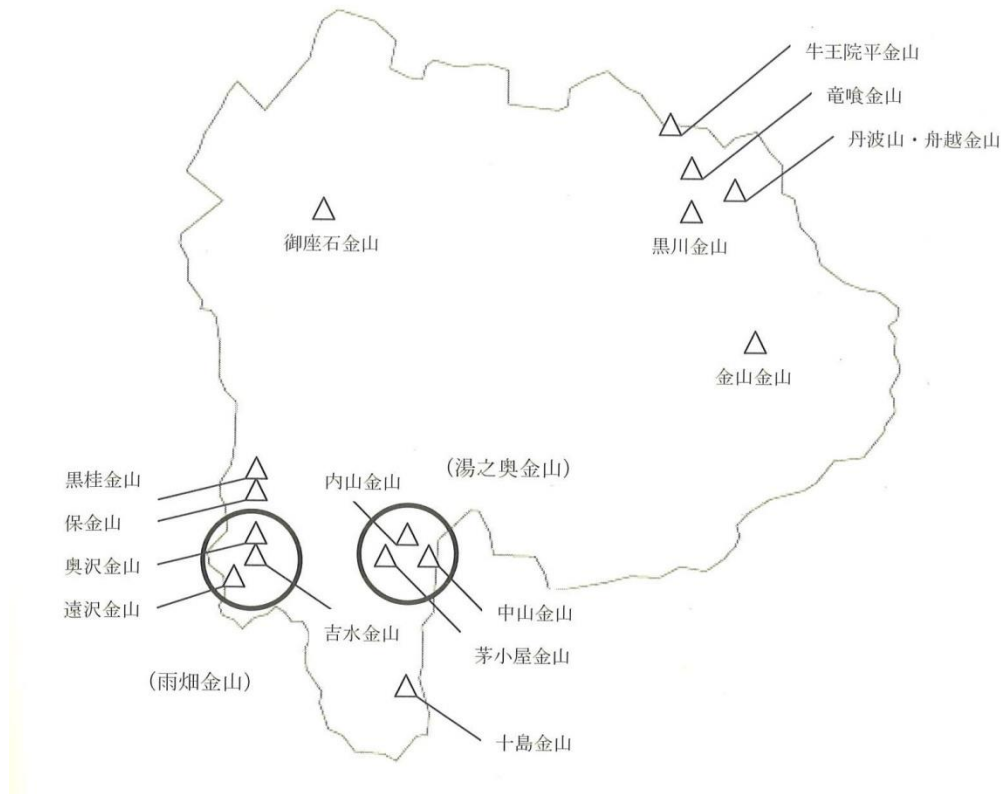 牛王院平金山
竜喰金山
丹波山・舟越金山
御座石金山
黒川金山
金山金山
(湯之奥金山)
黒桂金山
内山金山
保金山
奥沢金山
遠沢金山
吉水金山
中山金山
茅小屋金山
(雨畑金山)
十島金山